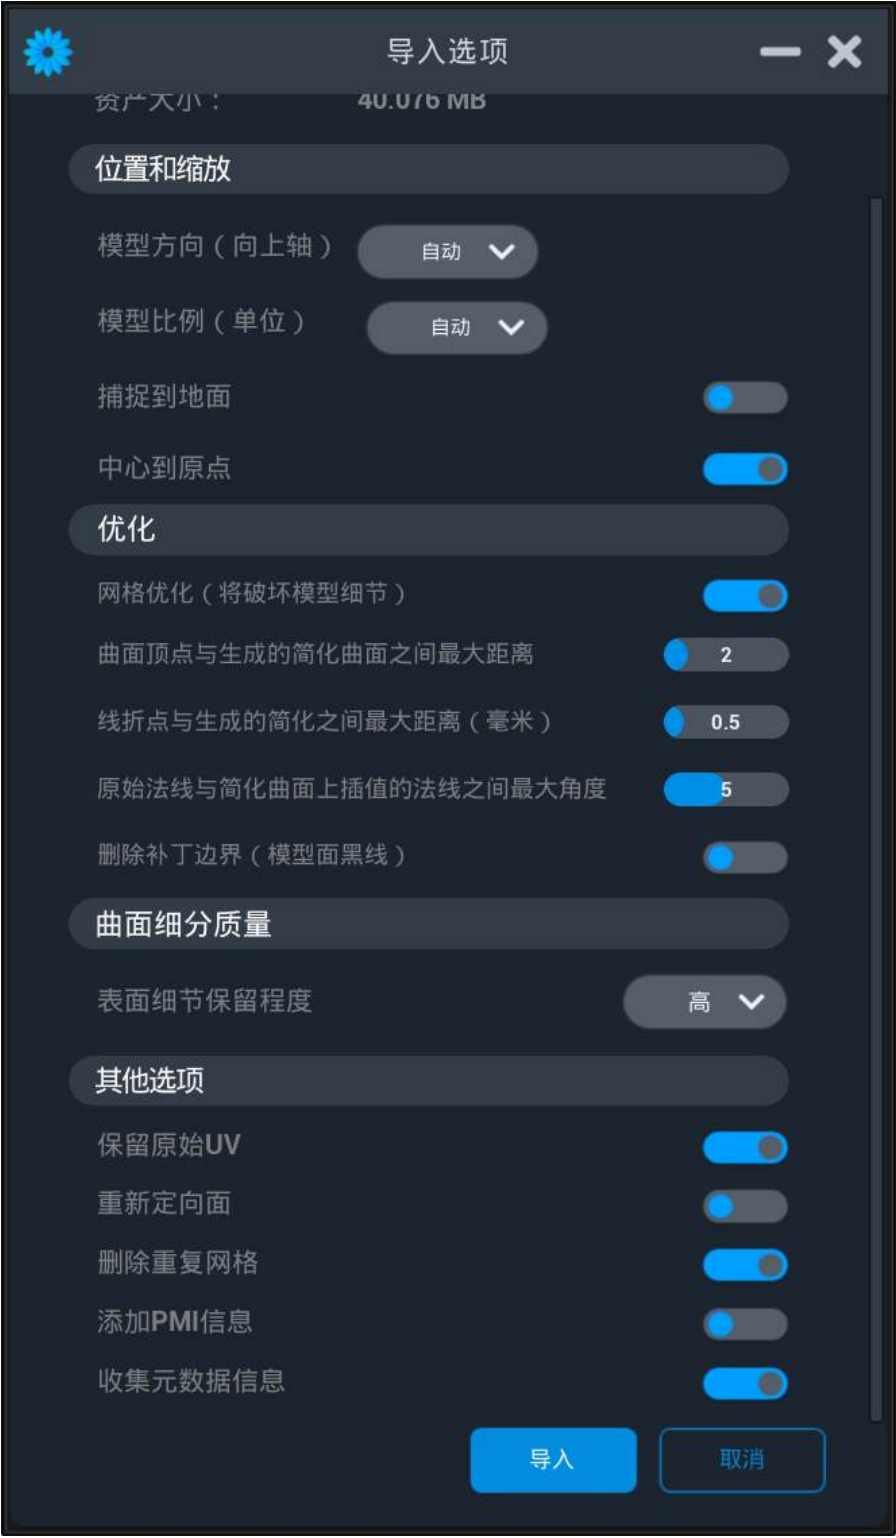 导入选项
资产大小： 40.076 MB
位置和缩放
模型方向（向上轴） 自动
模型比例（单位） 自动
捕捉到地面
中心到原点
优化
网格优化（将破坏模型细节）
曲面顶点与生成的简化曲面之间最大距离 2
线折点与生成的简化之间最大距离（毫米） 0.5
原始法线与简化曲面上插值的法线之间最大角度 5
删除补丁边界（模型面黑线）
曲面细分质量
表面细节保留程度 高
其他选项
保留原始UV
重新定向面
删除重复网格
添加PMI信息
收集元数据信息
导入 取消